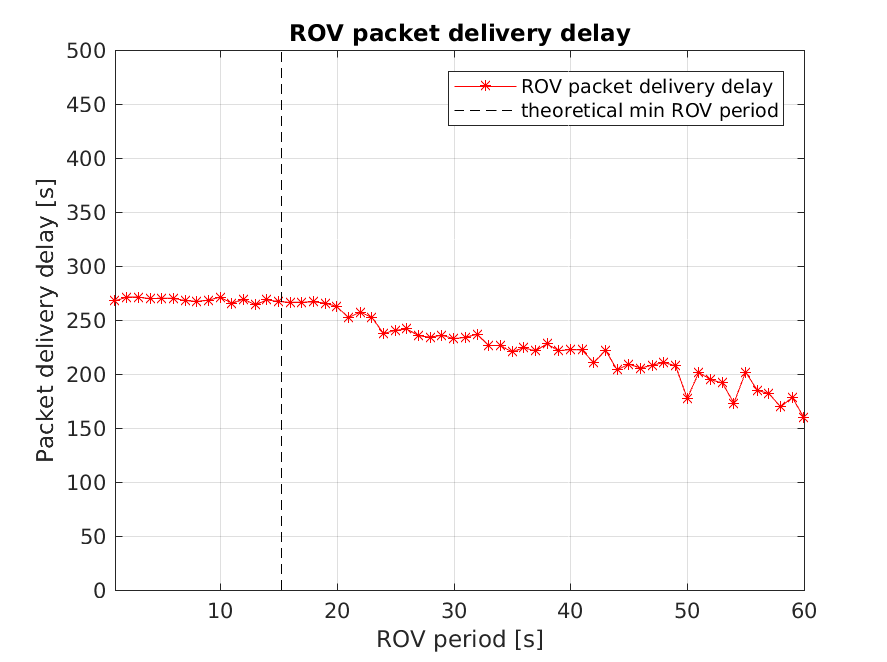 ROV packet delivery delay
500
450
400
350
300
250
200
150
100
50
0
Packet delivery delay [s]
ROV packet delivery delay
theoretical min ROV period
10 20 30 40 50 60
ROV period [s]